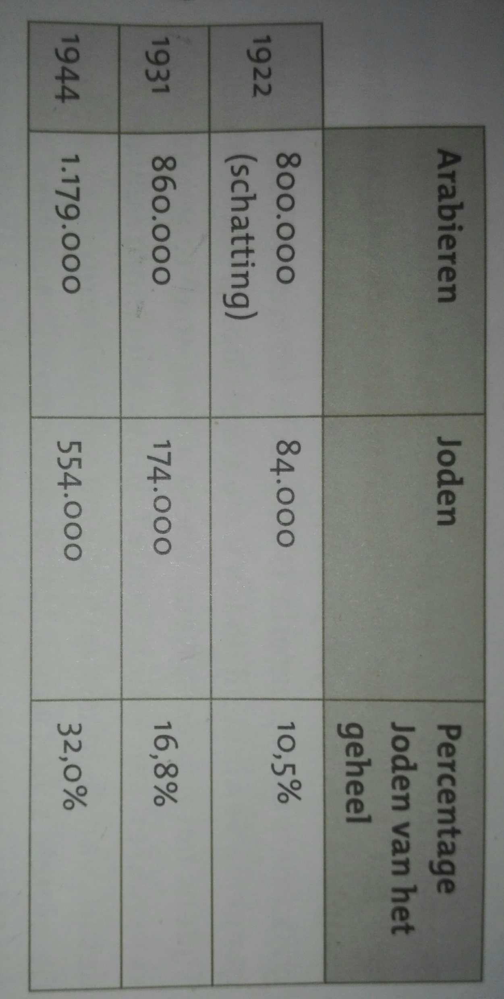 Arabieren Joden Percentage
Joden van het
geheel
1922 800.000 84.000 10,5%
(schatting)
1931 860.000 174.000 16,8%
1944 1.179.000 554.000 32,0%